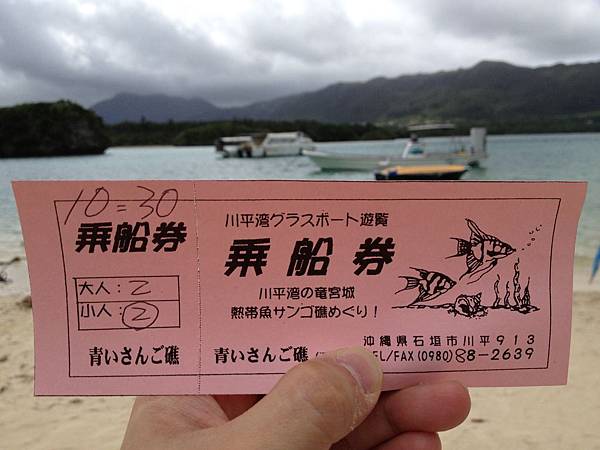 10=30
乗船券
大人: 2
小人: 2
青いさんご礁
川平湾グラスボート遊覧
乗船券
川平湾の竜宮城
熱帯魚サンゴ礁めぐり!
沖縄県石垣市川平913
青いさんご礁 EL/FAX (0980) 88-2639